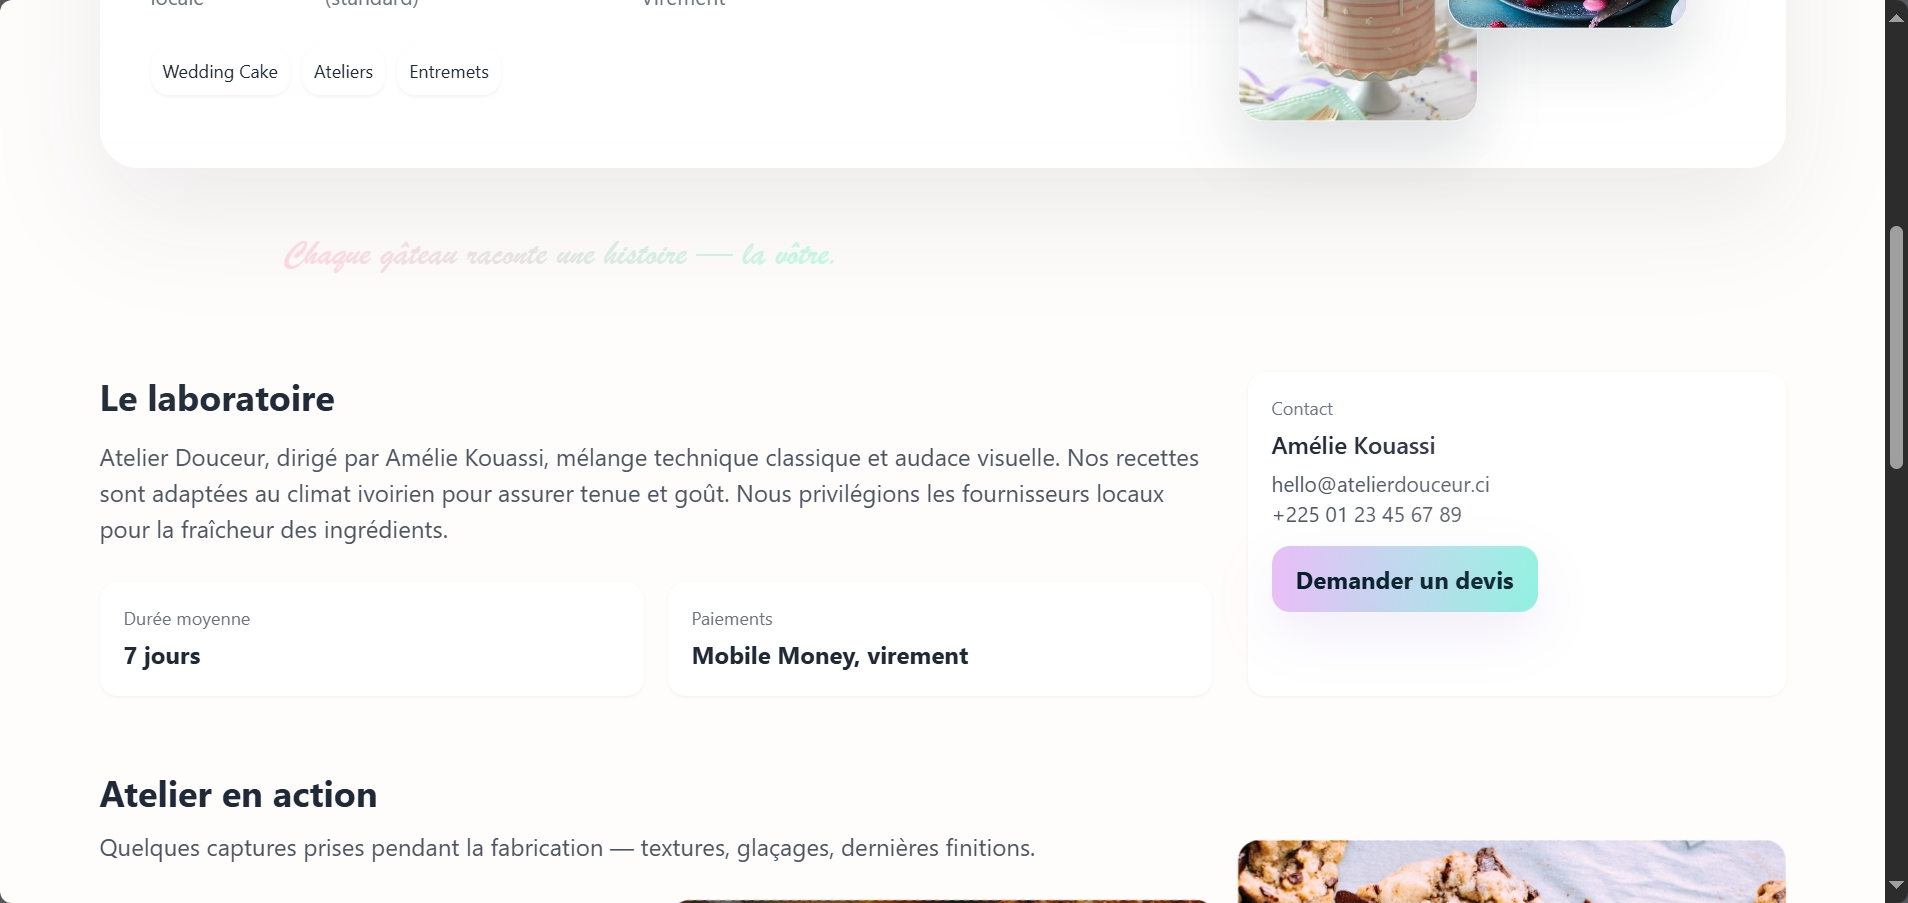 locale
(standard)
virement
Wedding Cake
Ateliers
Entremets
Chaque gâteau raconte une histoire — la vôtre.
Le laboratoire
Atelier Douceur, dirigé par Amélie Kouassi, mélange technique classique et audace visuelle. Nos recettes
sont adaptées au climat ivoirien pour assurer tenue et goût. Nous privilégions les fournisseurs locaux
pour la fraîcheur des ingrédients.
Durée moyenne
7 jours
Paiements
Mobile Money, virement
Contact
Amélie Kouassi
hello@atelierdouceur.ci
+225 01 23 45 67 89
Demander un devis
Atelier en action
Quelques captures prises pendant la fabrication — textures, glaçages, dernières finitions.